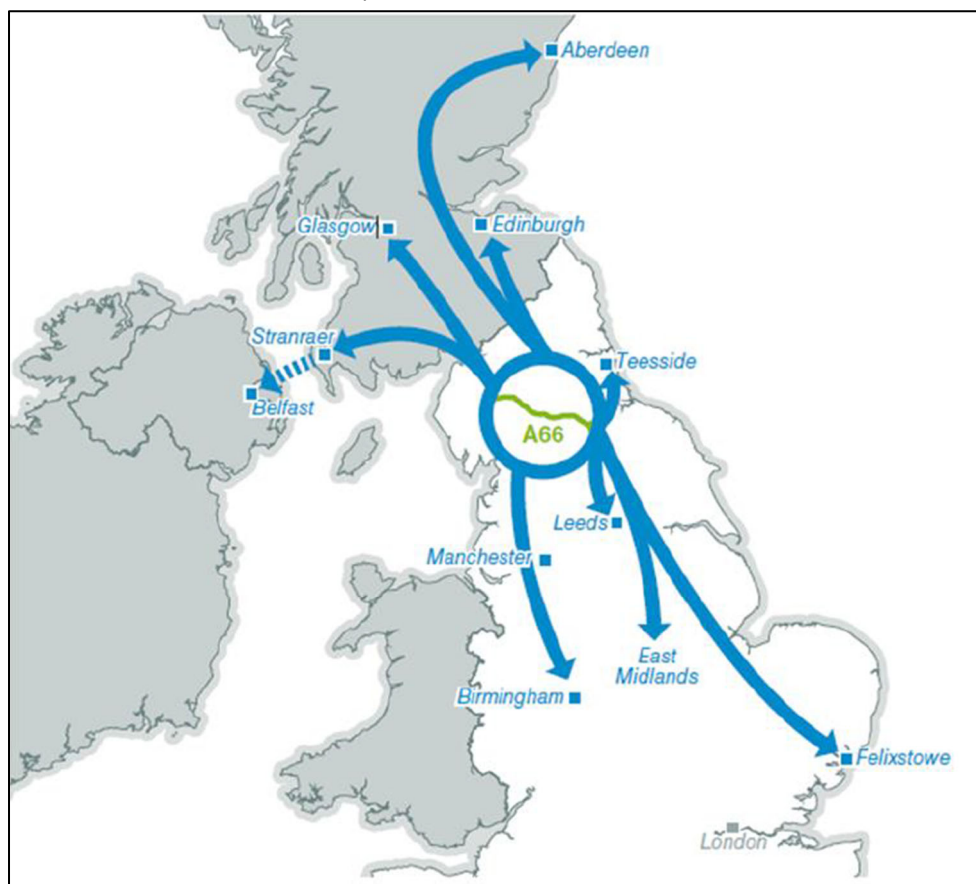 Aberdeen
Glasgow
Edinburgh
Stranraer
Teesside
Belfast
A66
Leeds
Manchester
East
Midlands
Birmingham
Felixstowe
London